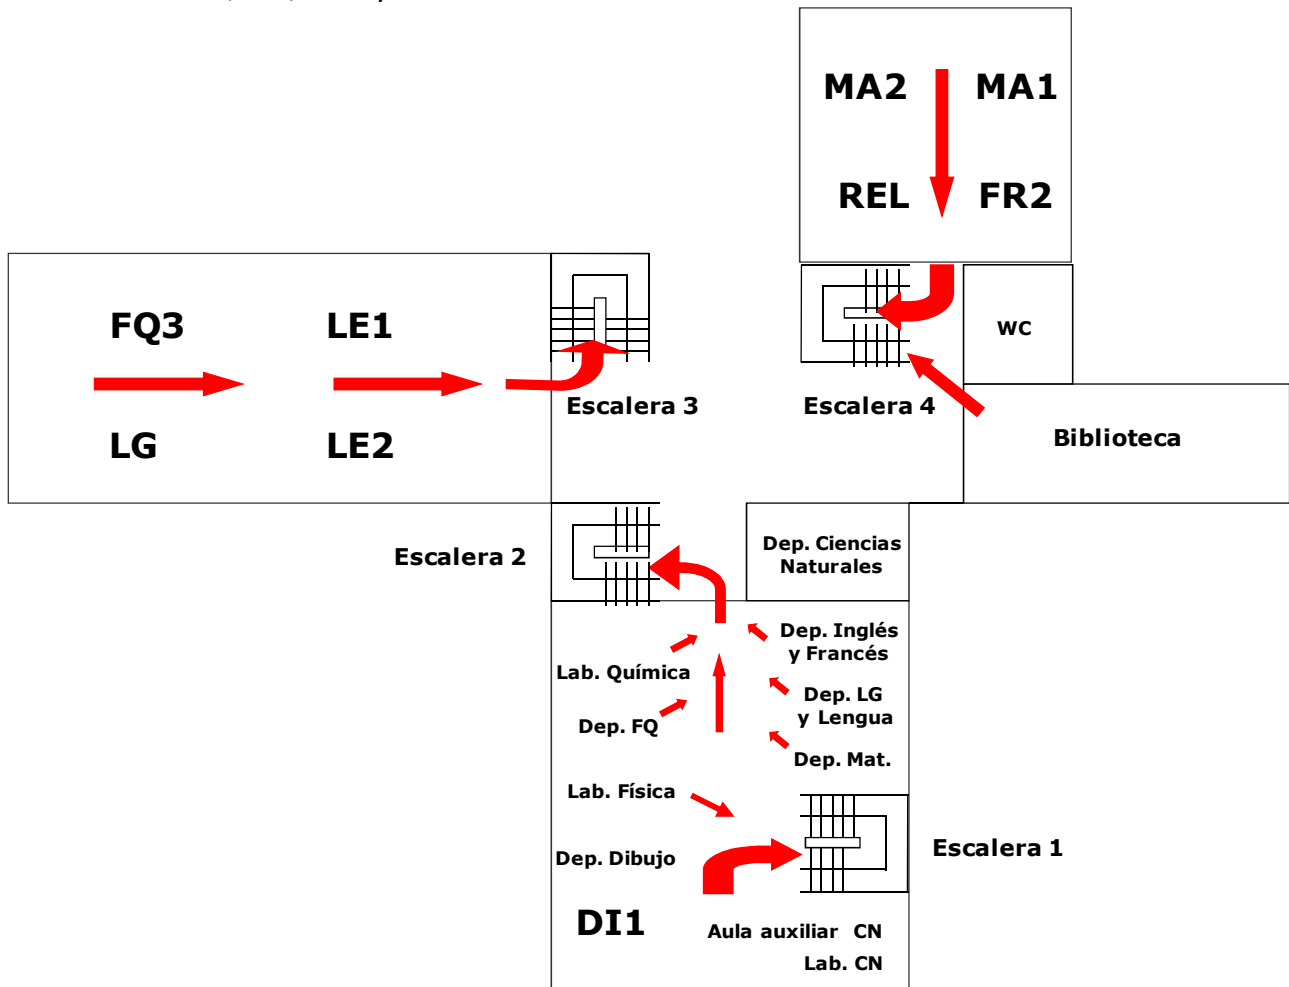 MA2 MA1
REL FR2
FQ3 LE1
WC
Escalera 3
Escalera 4
LG LE2
Biblioteca
Escalera 2
Dep. Ciencias
Naturales
Dep. Inglés
y Francés
Lab. Química
Dep. LG
y Lengua
Dep. FQ
Dep. Mat.
Lab. Física
Escalera 1
Dep. Dibujo
DI1
Aula auxiliar CN
Lab. CN